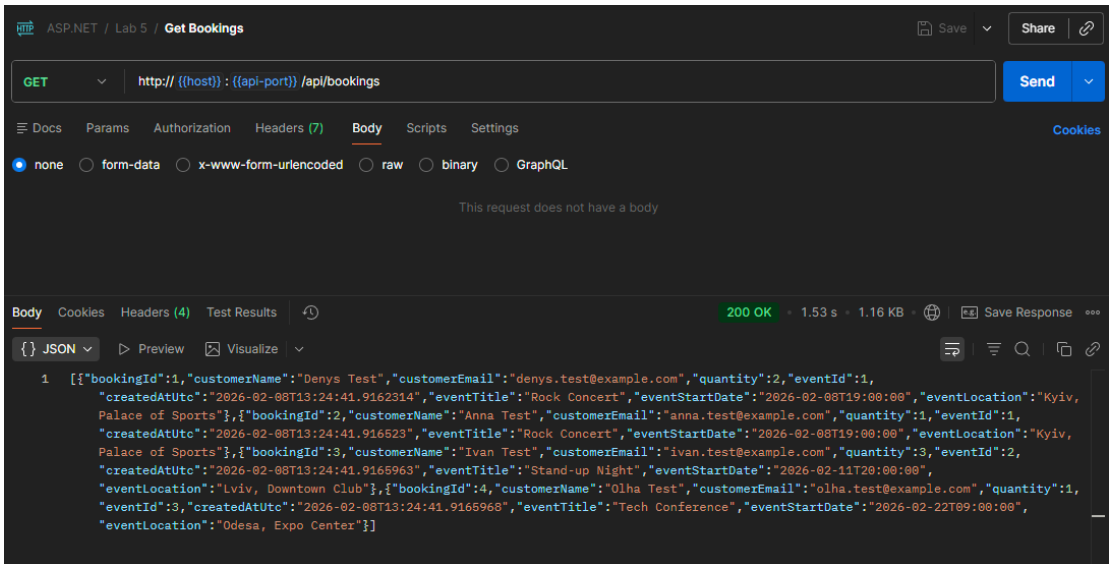 HTTP ASP.NET / Lab 5 / Get Bookings Save Share
GET http:// {{host}} : {{api-port}} /api/bookings Send
Docs Params Authorization Headers (7) Body Scripts Settings Cookies
none form-data x-www-form-urlencoded raw binary GraphQL
This request does not have a body
Body Cookies Headers (4) Test Results 200 OK • 1.53 s • 1.16 KB • e.g. Save Response
{} JSON Preview Visualize
1 [{"bookingId":1,"customerName":"Denys Test","customerEmail":"denys.test@example.com","quantity":2,"eventId":1,
"createdAtUtc":"2026-02-08T13:24:41.9162314","eventTitle":"Rock Concert","eventStartDate":"2026-02-08T19:00:00","eventLocation":"Kyiv,
Palace of Sports"},{"bookingId":2,"customerName":"Anna Test","customerEmail":"anna.test@example.com","quantity":1,"eventId":1,
"createdAtUtc":"2026-02-08T13:24:41.916523","eventTitle":"Rock Concert","eventStartDate":"2026-02-08T19:00:00","eventLocation":"Kyiv,
Palace of Sports"},{"bookingId":3,"customerName":"Ivan Test","customerEmail":"ivan.test@example.com","quantity":3,"eventId":2,
"createdAtUtc":"2026-02-08T13:24:41.9165963","eventTitle":"Stand-up Night","eventStartDate":"2026-02-11T20:00:00",
"eventLocation":"Lviv, Downtown Club"},{"bookingId":4,"customerName":"Olha Test","customerEmail":"olha.test@example.com","quantity":1,
"eventId":3,"createdAtUtc":"2026-02-08T13:24:41.9165968","eventTitle":"Tech Conference","eventStartDate":"2026-02-22T09:00:00",
"eventLocation":"Odesa, Expo Center"}]